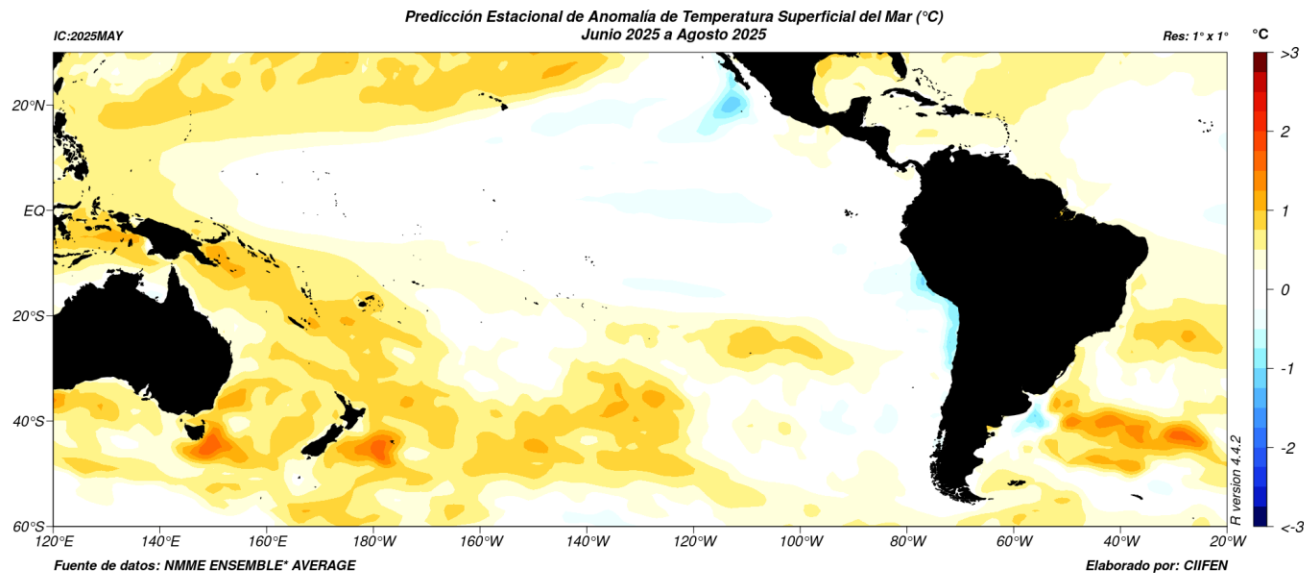 Predicción Estacional de Anomalía de Temperatura Superficial del Mar (°C)
Junio 2025 a Agosto 2025
IC:2025MAY
Res: 1° x 1°
°C
>3
2
1
0
-1
-2
<-3
20°N
EQ
20°S
40°S
60°S
120°E 140°E 160°E 180°W 160°W 140°W 120°W 100°W 80°W 60°W 40°W 20°W
R version 4.4.2
Fuente de datos: NMME ENSEMBLE* AVERAGE
Elaborado por: CIIFEN